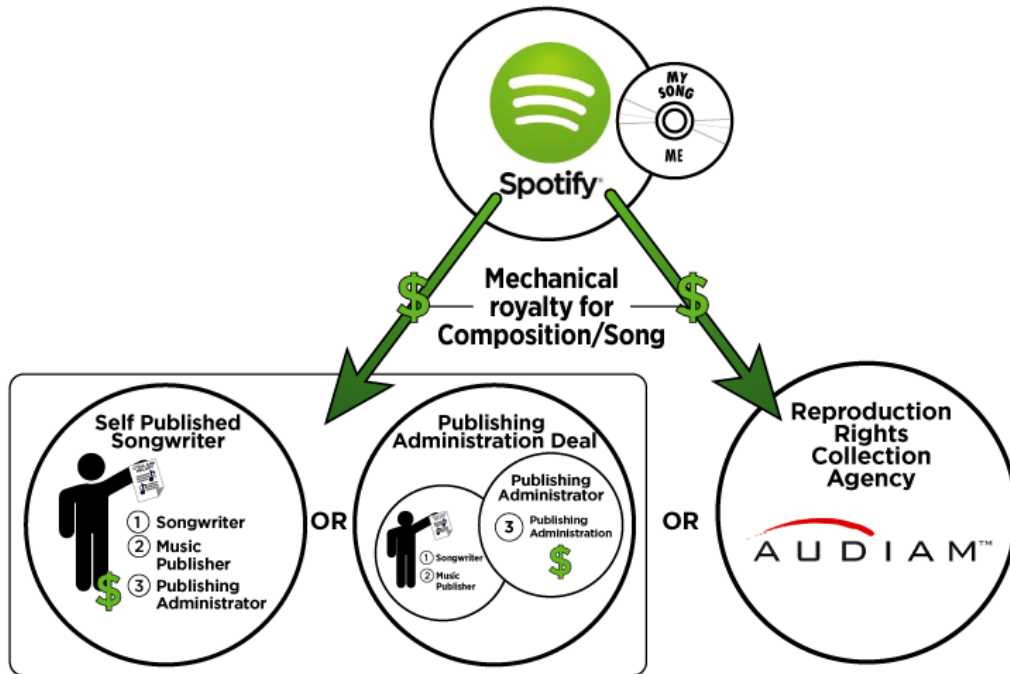 MY
SONG
ME
Spotify
$
$
Mechanical
royalty for
Composition/Song
Self Published
Songwriter
1 Songwriter
2 Music
Publisher
3 Publishing
Administrator
$
OR
Publishing
Administration Deal
1 Songwriter
2 Music
Publisher
Publishing
Administrator
3 Publishing
Administration
$
OR
Reproduction
Rights
Collection
Agency
AUDIAM™